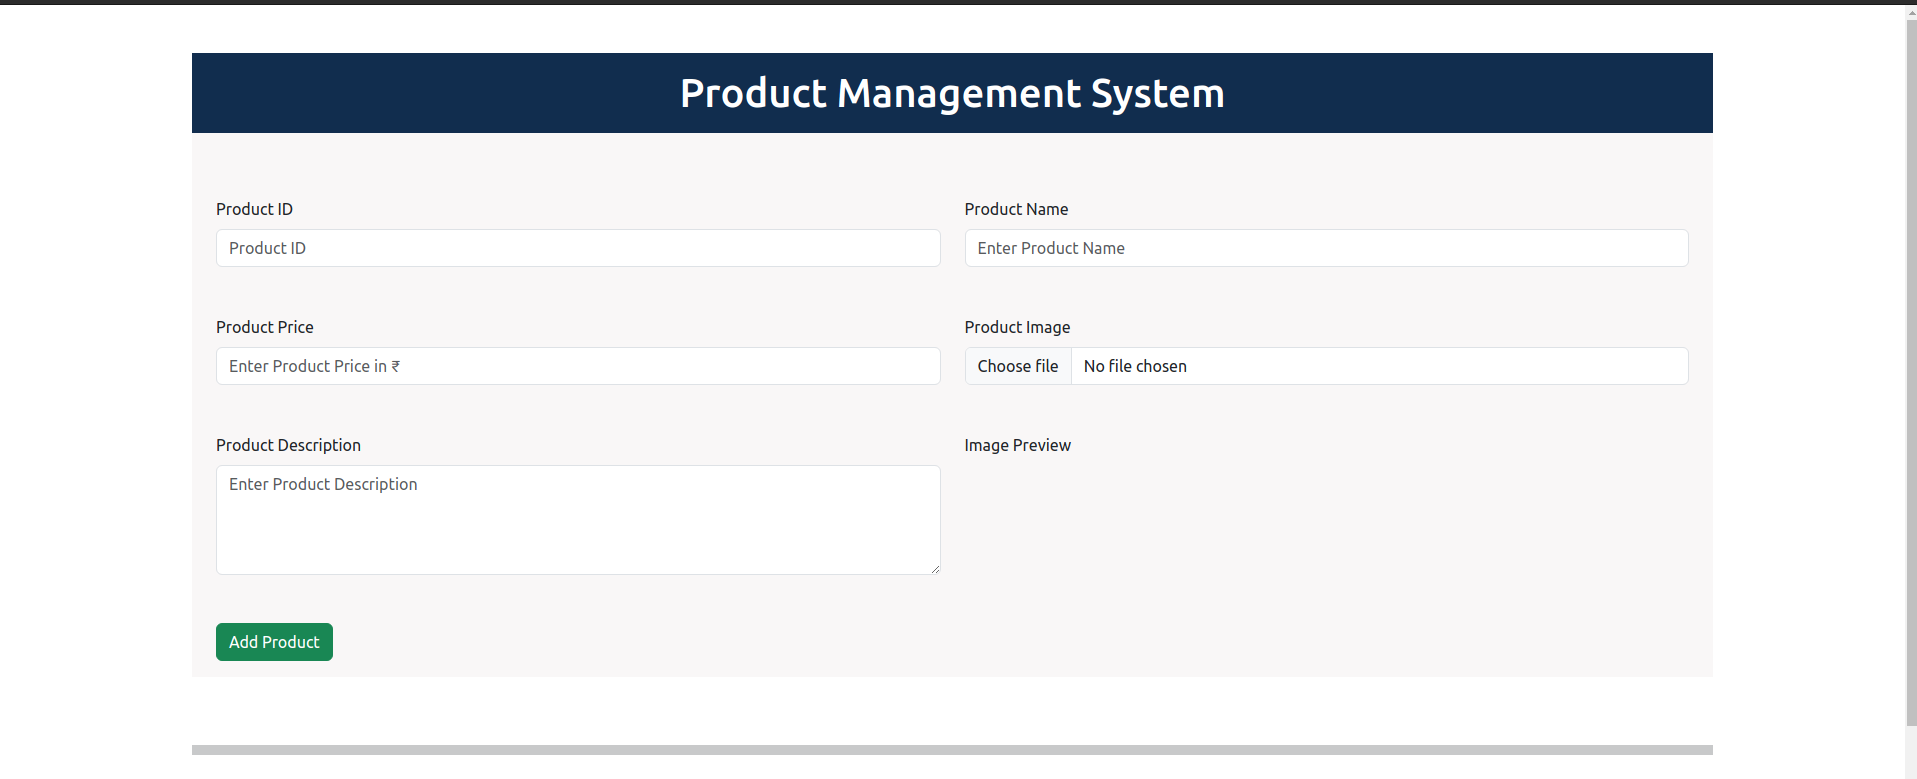 Product Management System
Product ID
Product Name
Product ID
Enter Product Name
Product Price
Product Image
Enter Product Price in ₹
Choose file No file chosen
Product Description
Image Preview
Enter Product Description
Add Product